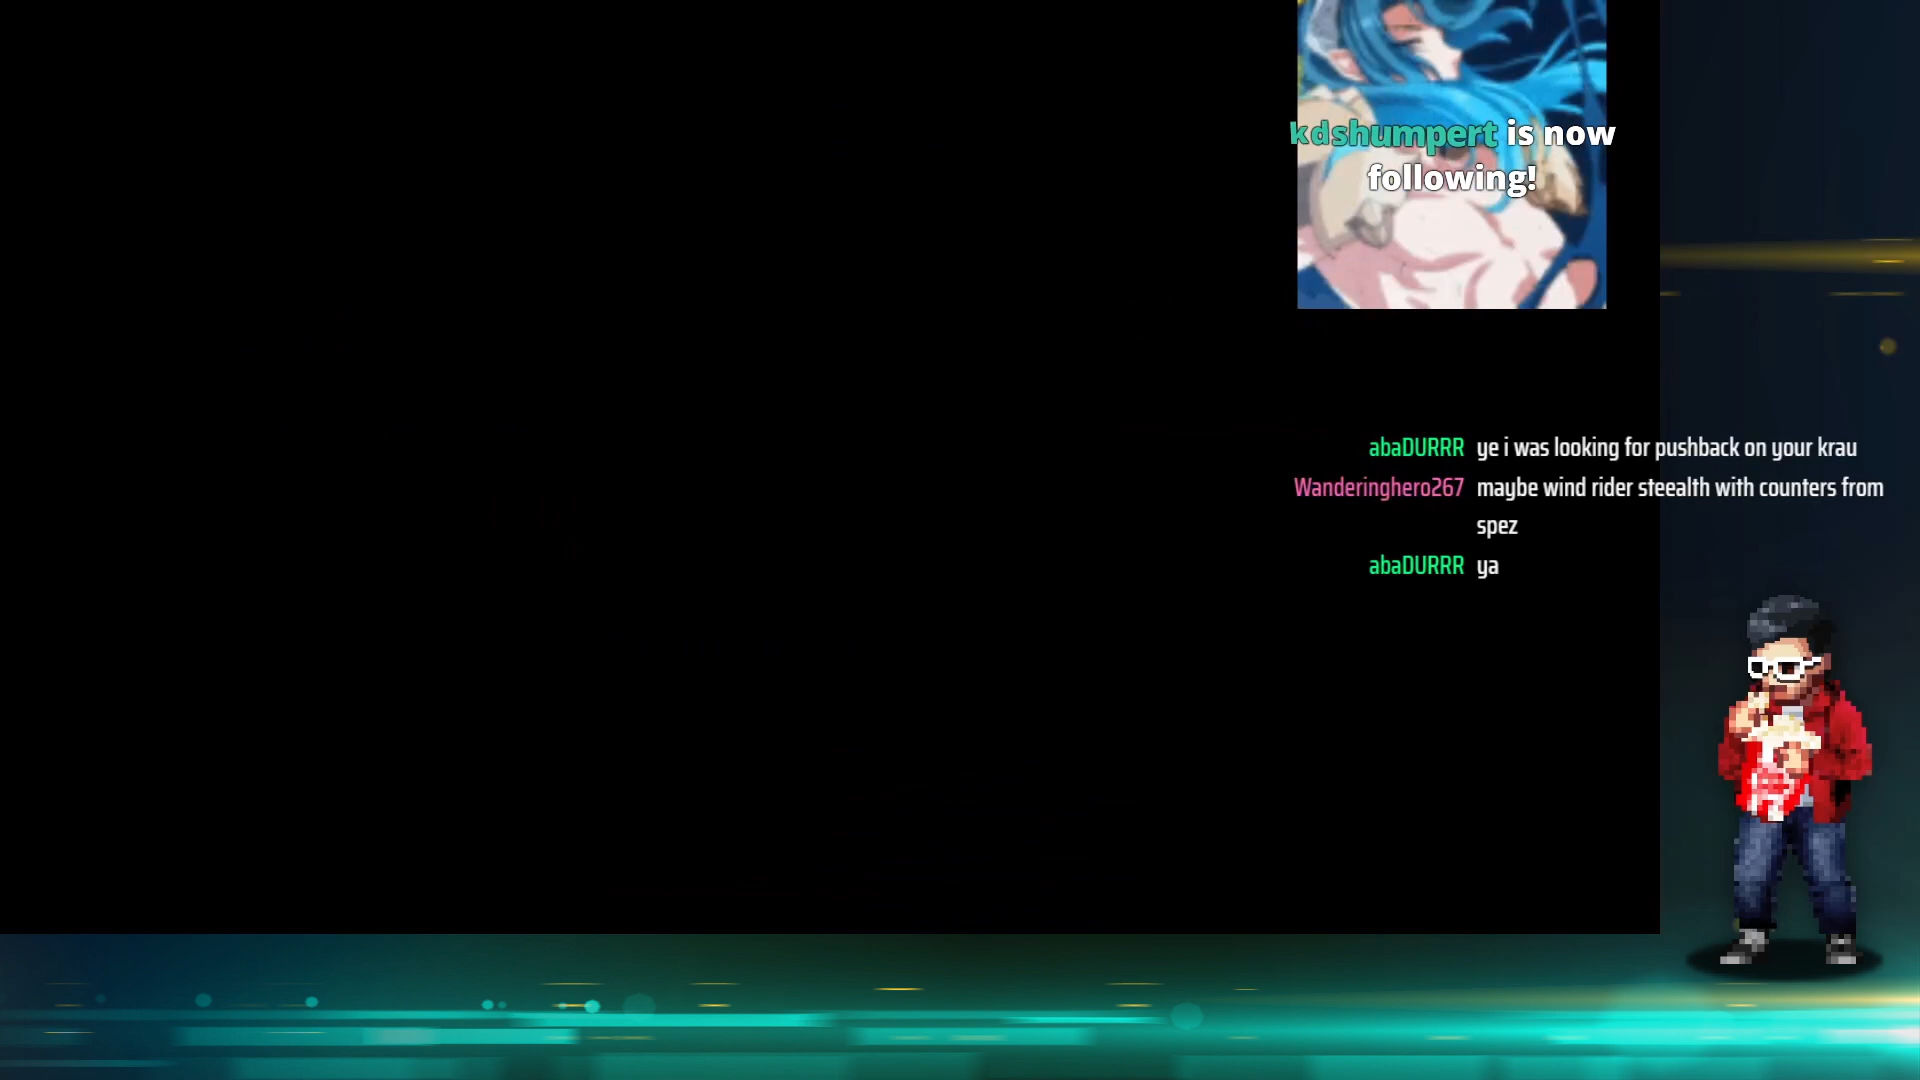 kdshumpert is now
following!
abaDURRR ye i was looking for pushback on your krau
Wanderinghero267 maybe wind rider steealth with counters from
spez
abaDURRR ya